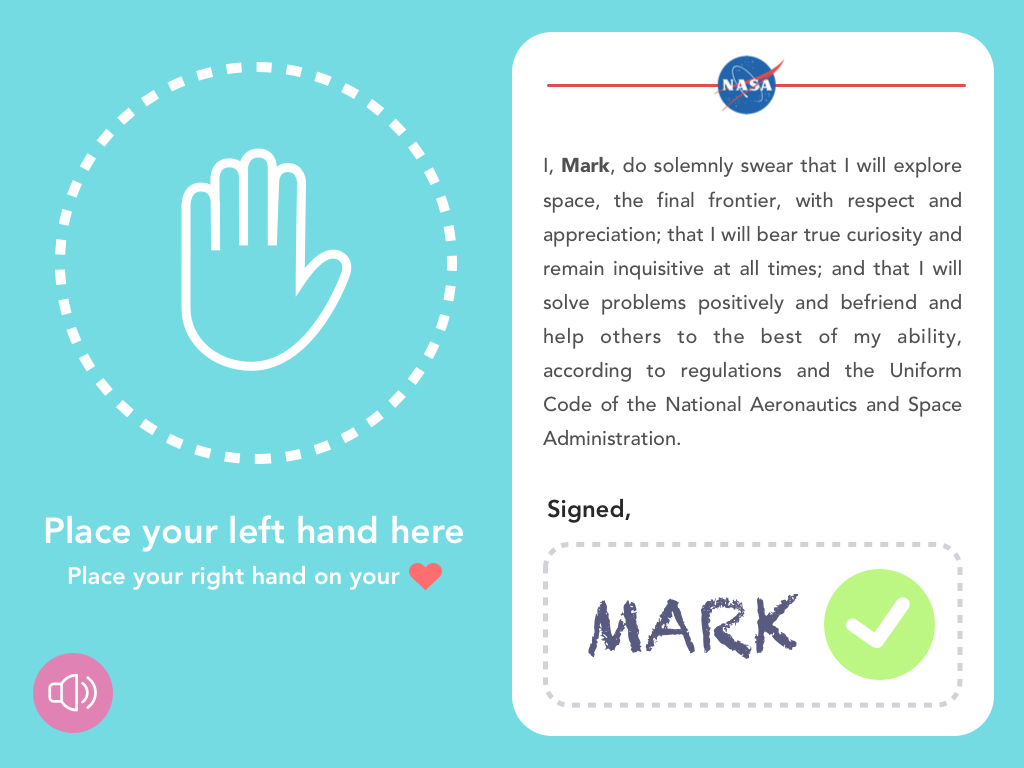 Place your left hand here
Place your right hand on your
NASA
I, Mark, do solemnly swear that I will explore
space, the final frontier, with respect and
appreciation; that I will bear true curiosity and
remain inquisitive at all times; and that I will
solve problems positively and befriend and
help others to the best of my ability,
according to regulations and the Uniform
Code of the National Aeronautics and Space
Administration.
Signed,
MARK